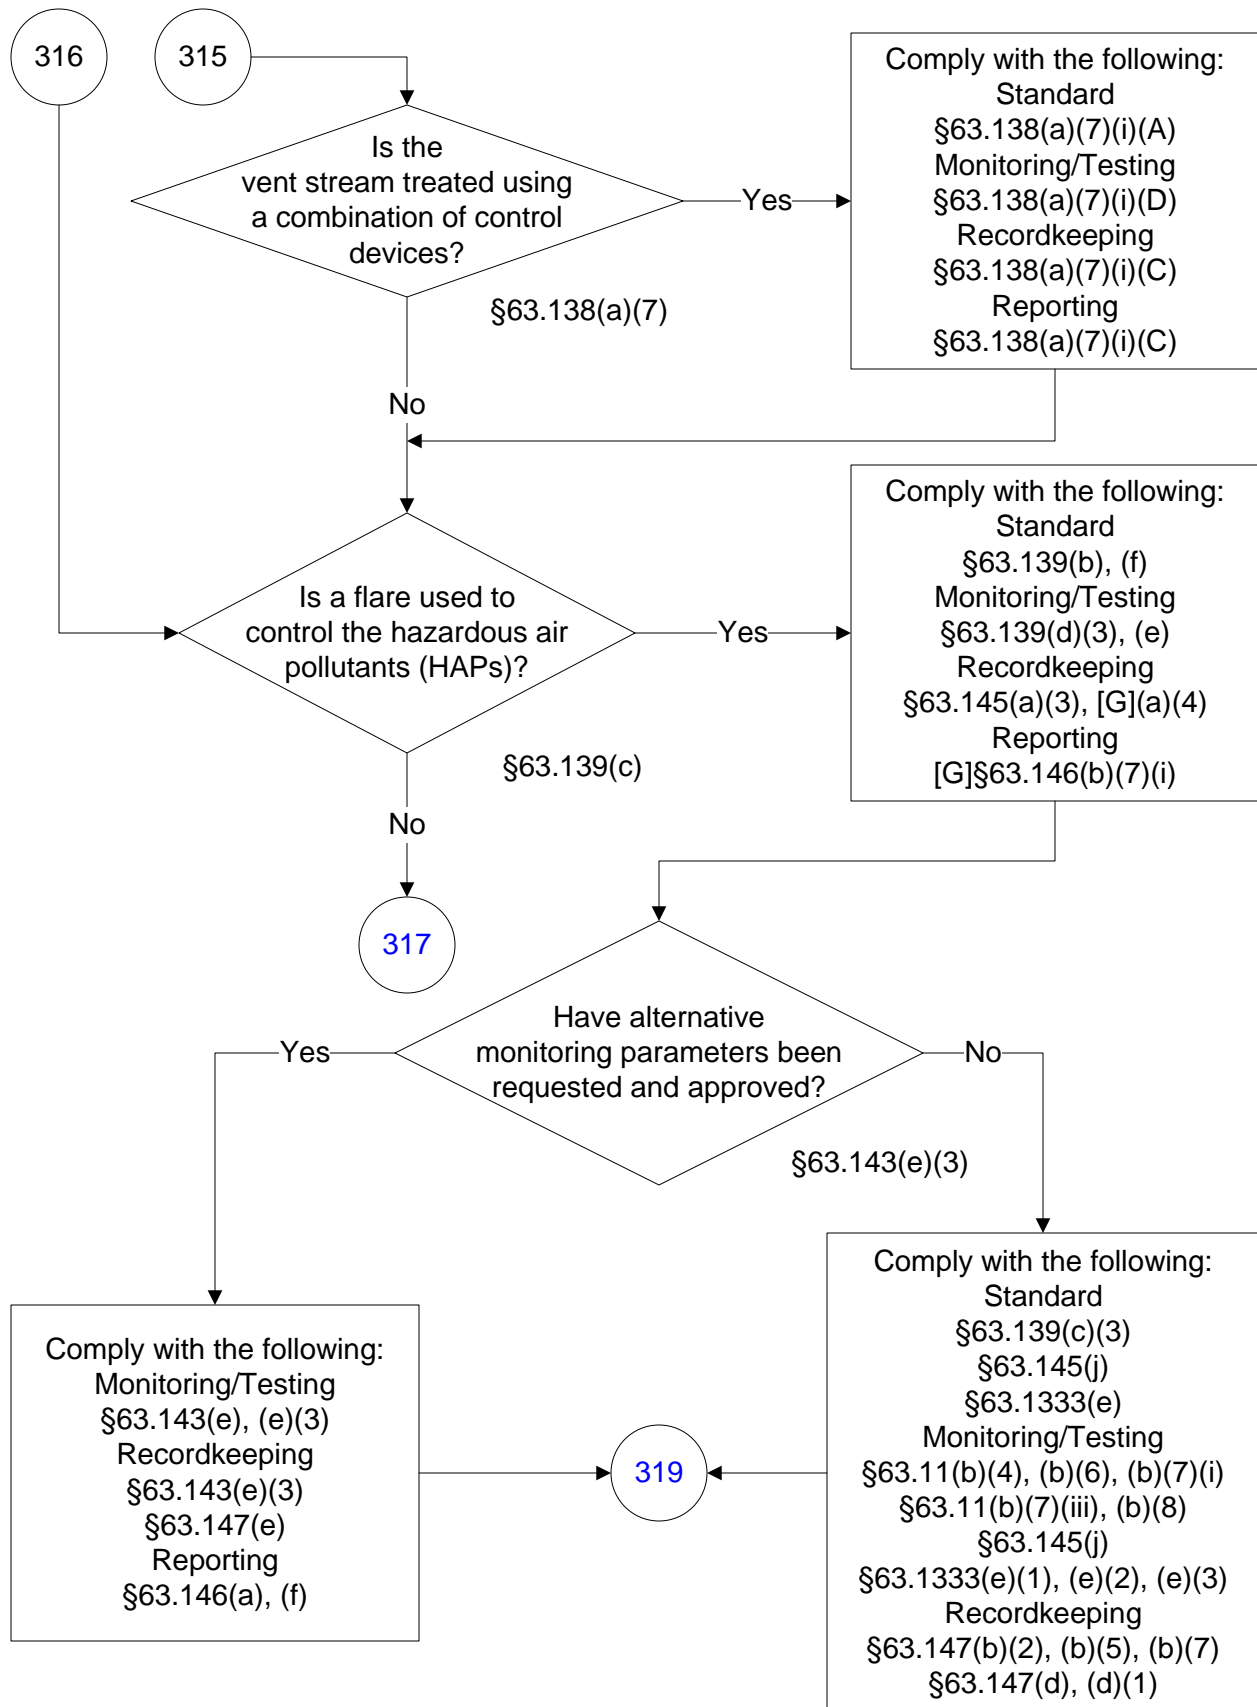 316
315
Is the
vent stream treated using
a combination of control
devices?
§63.138(a)(7)
Yes
Comply with the following:
Standard
§63.138(a)(7)(i)(A)
Monitoring/Testing
§63.138(a)(7)(i)(D)
Recordkeeping
§63.138(a)(7)(i)(C)
Reporting
§63.138(a)(7)(i)(C)
No
Is a flare used to
control the hazardous air
pollutants (HAPs)?
§63.139(c)
Yes
Comply with the following:
Standard
§63.139(b), (f)
Monitoring/Testing
§63.139(d)(3), (e)
Recordkeeping
§63.145(a)(3), [G](a)(4)
Reporting
[G]§63.146(b)(7)(i)
No
317
Have alternative
monitoring parameters been
requested and approved?
§63.143(e)(3)
Yes
No
Comply with the following:
Monitoring/Testing
§63.143(e), (e)(3)
Recordkeeping
§63.143(e)(3)
§63.147(e)
Reporting
§63.146(a), (f)
319
Comply with the following:
Standard
§63.139(c)(3)
§63.145(j)
§63.1333(e)
Monitoring/Testing
§63.11(b)(4), (b)(6), (b)(7)(i)
§63.11(b)(7)(iii), (b)(8)
§63.145(j)
§63.1333(e)(1), (e)(2), (e)(3)
Recordkeeping
§63.147(b)(2), (b)(5), (b)(7)
§63.147(d), (d)(1)